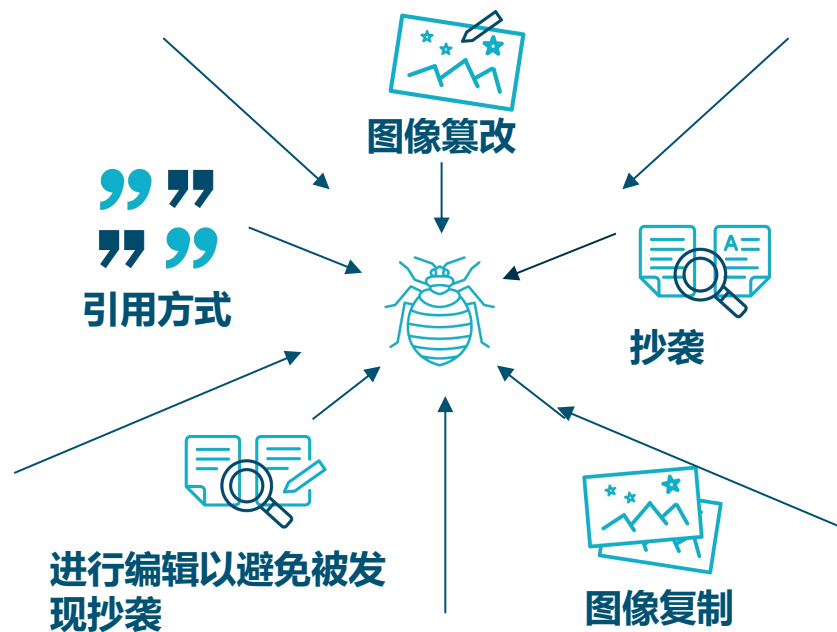 图像篡改
引用方式
抄袭
进行编辑以避免被发
现抄袭
图像复制
A